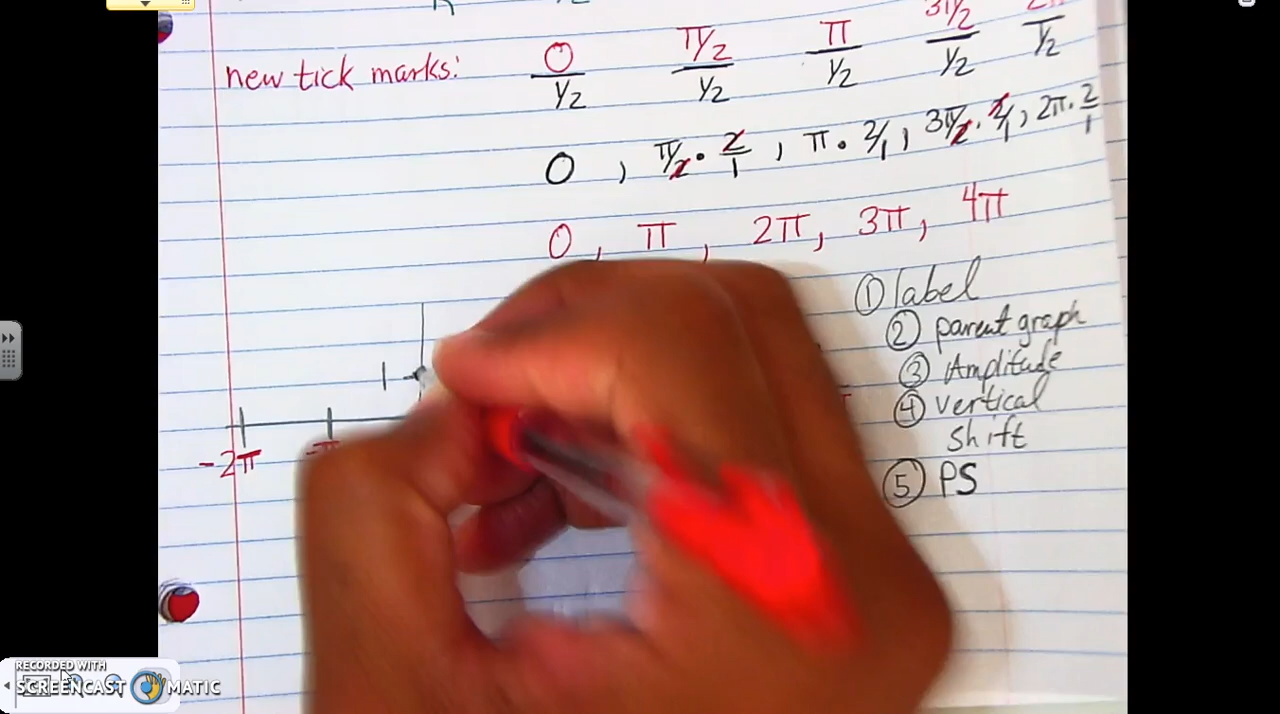 new tick marks: 0/½ π/2/½ π/½ 3π/2/½ 2π/½
0, π/2 · 2/1, π · 2/1, 3π/2 · 2/1, 2π · 2/1
0, π, 2π, 3π, 4π
① label
② parent graph
③ Amplitude
④ vertical
shift
⑤ PS
1
-2π -π
RECORDED WITH
SCREENCAST MATIC